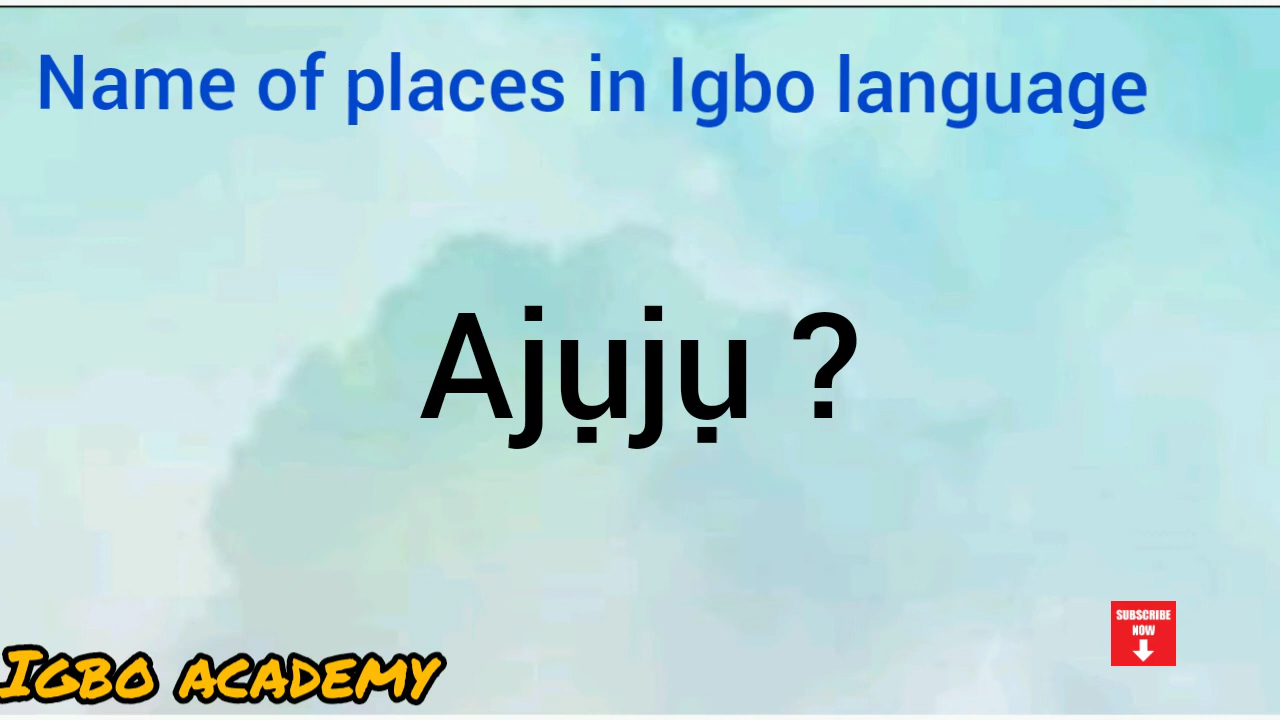 Name of places in Igbo language
Ajụjụ ?
SUBSCRIBE
NOW
IGBO ACADEMY